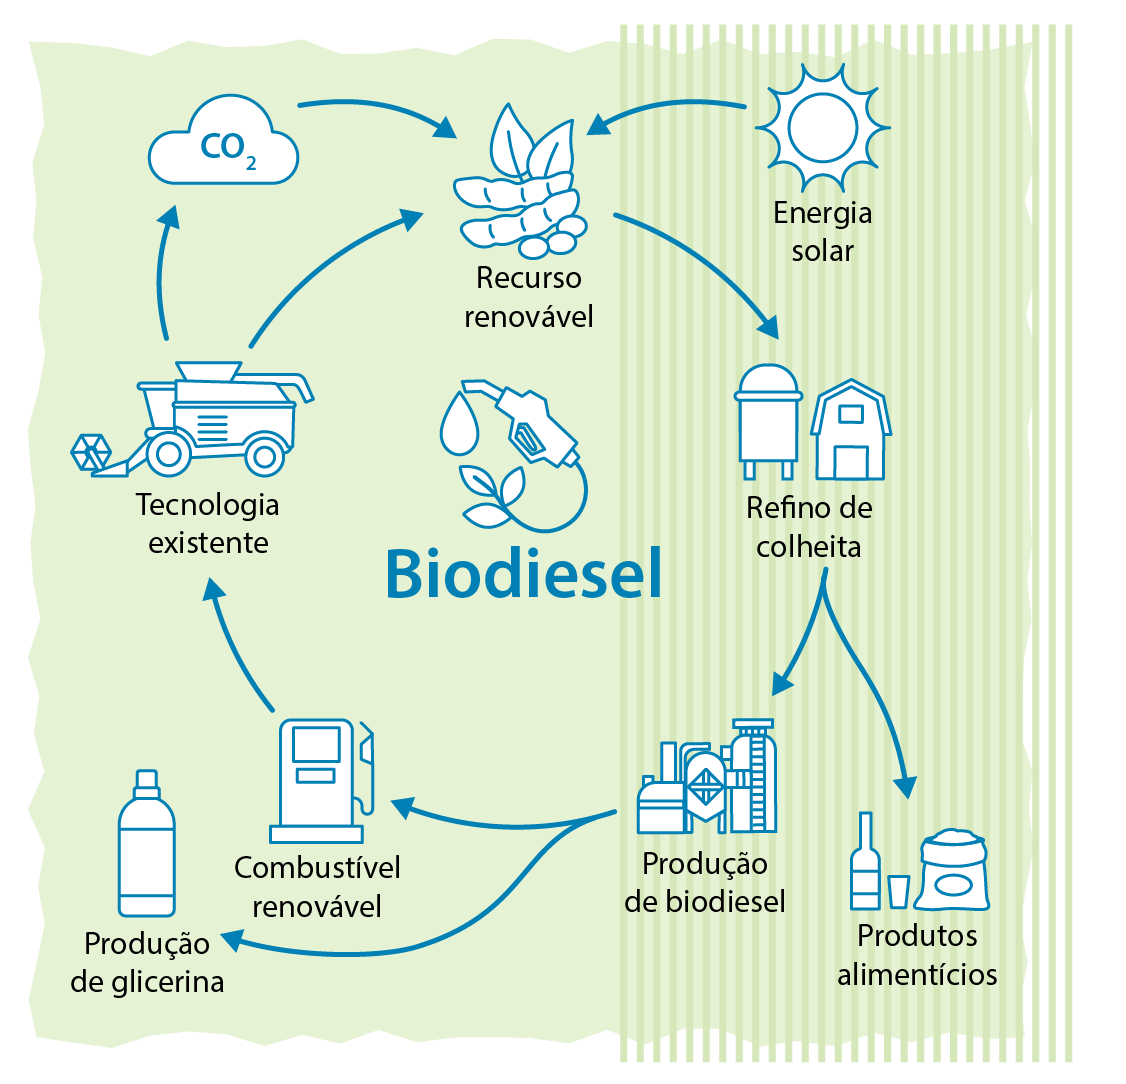 CO2
Energia
solar
Recurso
renovável
Tecnologia
existente
Refino de
colheita
Biodiesel
Combustível
renovável
Produção
de biodiesel
Produção
de glicerina
Produtos
alimentícios